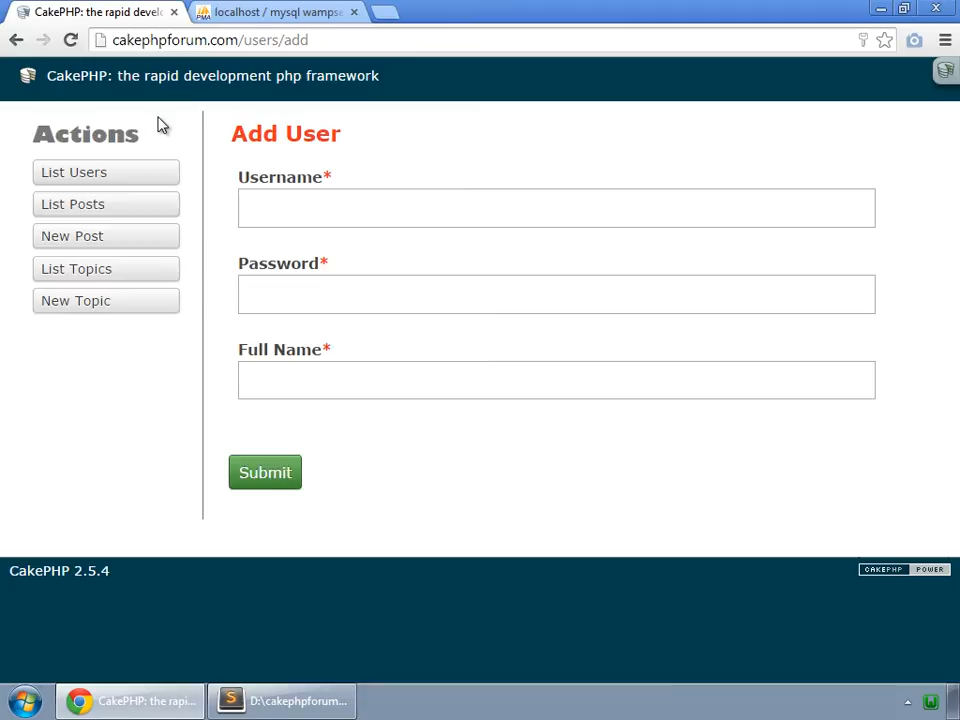 CakePHP: the rapid devel
localhost / mysql wampse
cakephpforum.com/users/add
CakePHP: the rapid development php framework
Actions
List Users
List Posts
New Post
List Topics
New Topic
Add User
Username*
Password*
Full Name*
Submit
CakePHP 2.5.4
CAKEPHP POWER
CakePHP: the rapi...
D:\cakephpforum...